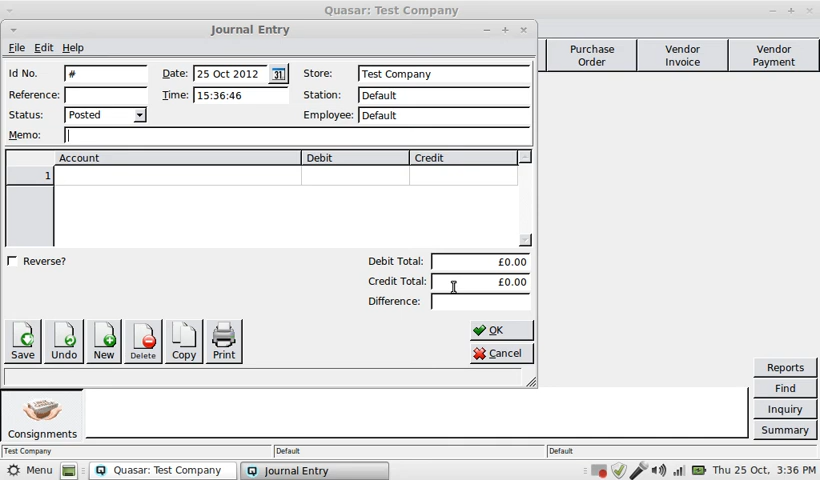 Quasar: Test Company
Journal Entry
File Edit Help
Id No. #
Date: 25 Oct 2012 31
Store: Test Company
Reference:
Time: 15:36:46
Station: Default
Status: Posted
Employee: Default
Memo:
Account Debit Credit
1
Reverse?
Debit Total: £0.00
Credit Total: £0.00
Difference:
Save Undo New Delete Copy Print
OK
Cancel
Purchase Order
Vendor Invoice
Vendor Payment
Reports
Find
Inquiry
Summary
Consignments
Test Company Default Default
Menu Quasar: Test Company Journal Entry Thu 25 Oct, 3:36 PM